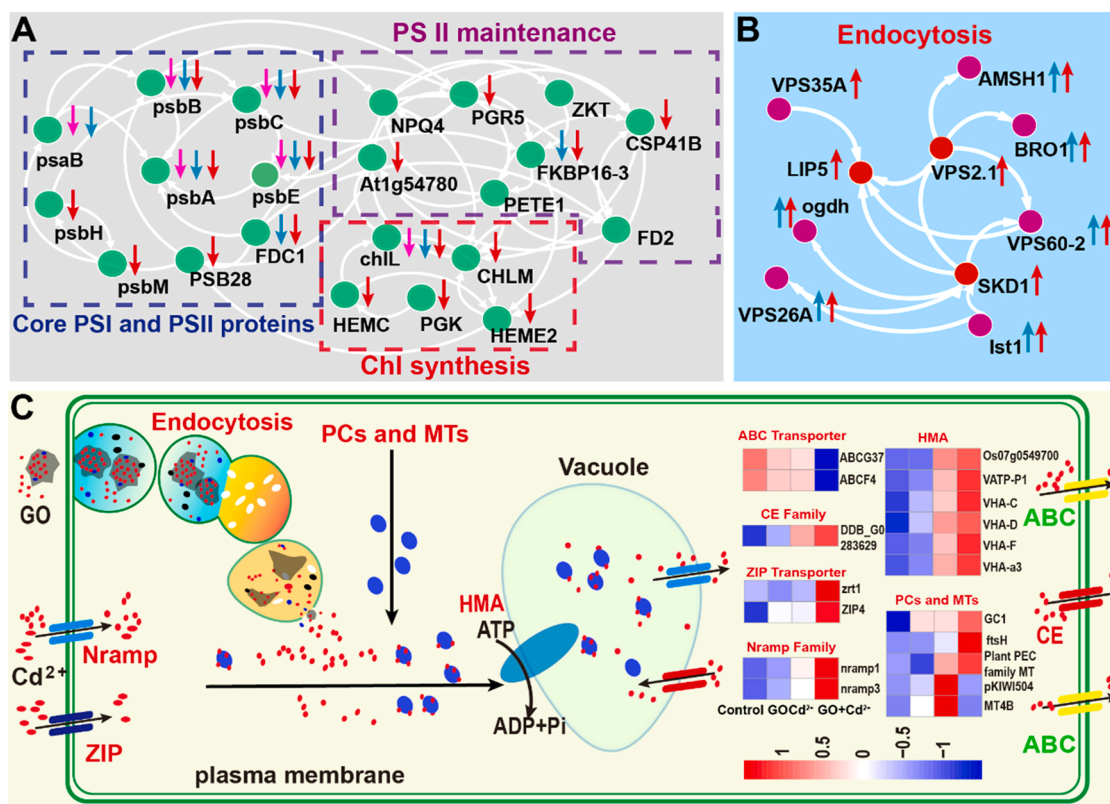 A
PS II maintenance
psbB
psbC
psaB
psbA
psbE
psbH
psbM
PSB28
FDC1
Core PSI and PSII proteins
NPQ4
PGR5
ZKT
CSP41B
At1g54780
FKBP16-3
PETE1
FD2
chlL
CHLM
HEMC
PGK
HEME2
Chl synthesis
B
Endocytosis
VPS35A
AMSH1
LIP5
VPS2.1
BRO1
ogdh
VPS60-2
VPS26A
SKD1
Ist1
C
Endocytosis
PCs and MTs
GO
Vacuole
HMA
ATP
ADP+Pi
Nramp
Cd2+
ZIP
plasma membrane
ABC Transporter
ABCG37
ABCF4
CE Family
DDB_G0
283629
ZIP Transporter
zrt1
ZIP4
Nramp Family
nramp1
nramp3
Control GOCd2+ GO+Cd2+
HMA
Os07g0549700
VATP-P1
VHA-C
VHA-D
VHA-F
VHA-a3
PCs and MTs
GC1
ftsH
Plant PEC
family MT
pKIWI504
MT4B
1
0.5
0
−0.5
−1
ABC
CE
ABC